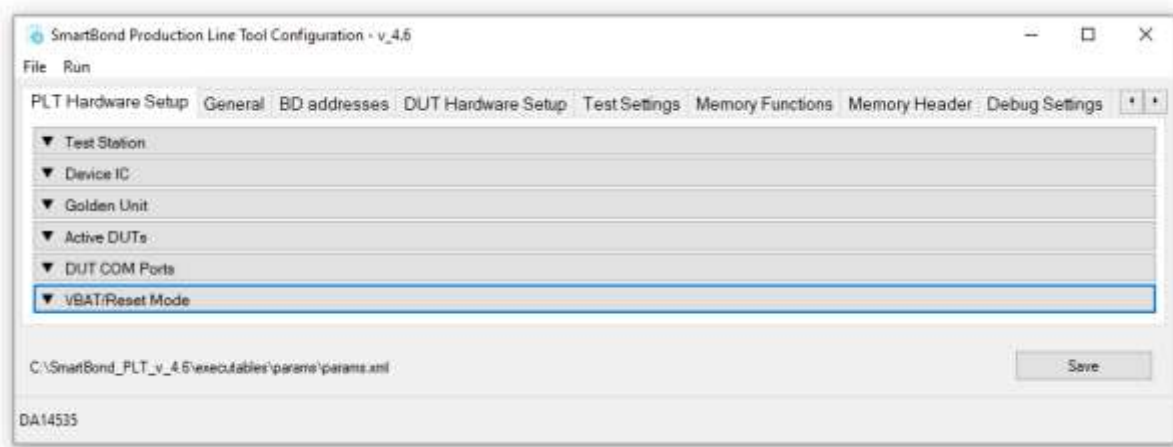 SmartBond Production Line Tool Configuration - v_4.6
File Run
PLT Hardware Setup General BD addresses DUT Hardware Setup Test Settings Memory Functions Memory Header Debug Settings
Test Station
Device IC
Golden Unit
Active DUTs
DUT COM Ports
VBAT/Reset Mode
C:\SmartBond_PLT_v_4.6\executables\params\params.xml Save
DA14535